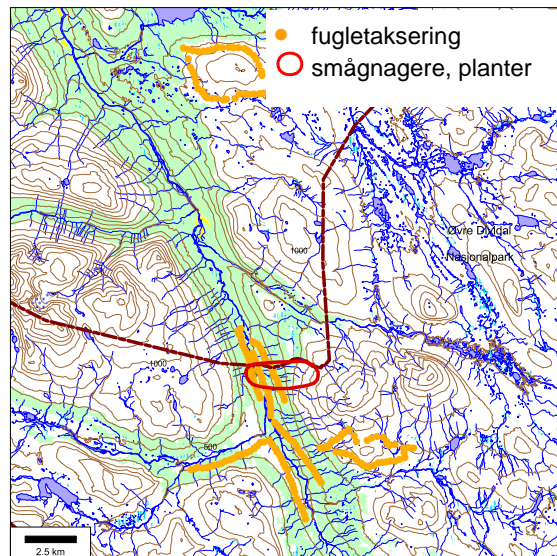 fugletaksering
smågnagere, planter
Øvre Dividal
Nasjonalpark
1000
1000
500
2.5 km